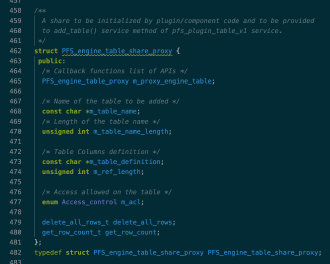 457
458 /**
459 A share to be initialized by plugin/component code and to be provided
460 to add_table() service method of pfs_plugin_table_v1 service.
461 */
462 struct PFS_engine_table_share_proxy {
463 public:
464 /* Callback functions list of APIs */
465 PFS_engine_table_proxy m_proxy_engine_table;
466
467 /* Name of the table to be added */
468 const char *m_table_name;
469 /* Length of the table name */
470 unsigned int m_table_name_length;
471
472 /* Table Columns definition */
473 const char *m_table_definition;
474 unsigned int m_ref_length;
475
476 /* Access allowed on the table */
477 enum Access_control m_acl;
478
479 delete_all_rows_t delete_all_rows;
480 get_row_count_t get_row_count;
481 };
482 typedef struct PFS_engine_table_share_proxy PFS_engine_table_share_proxy;
483